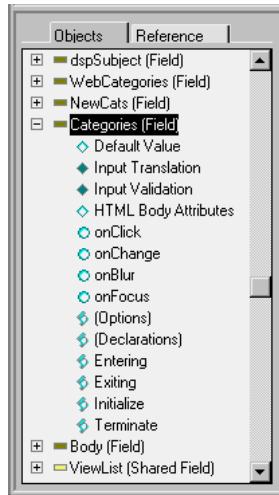 Objects
Reference
dspSubject (Field)
WebCategories (Field)
NewCats (Field)
Categories (Field)
Default Value
Input Translation
Input Validation
HTML Body Attributes
onClick
onChange
onBlur
onFocus
(Options)
(Declarations)
Entering
Exiting
Initialize
Terminate
Body (Field)
ViewList (Shared Field)